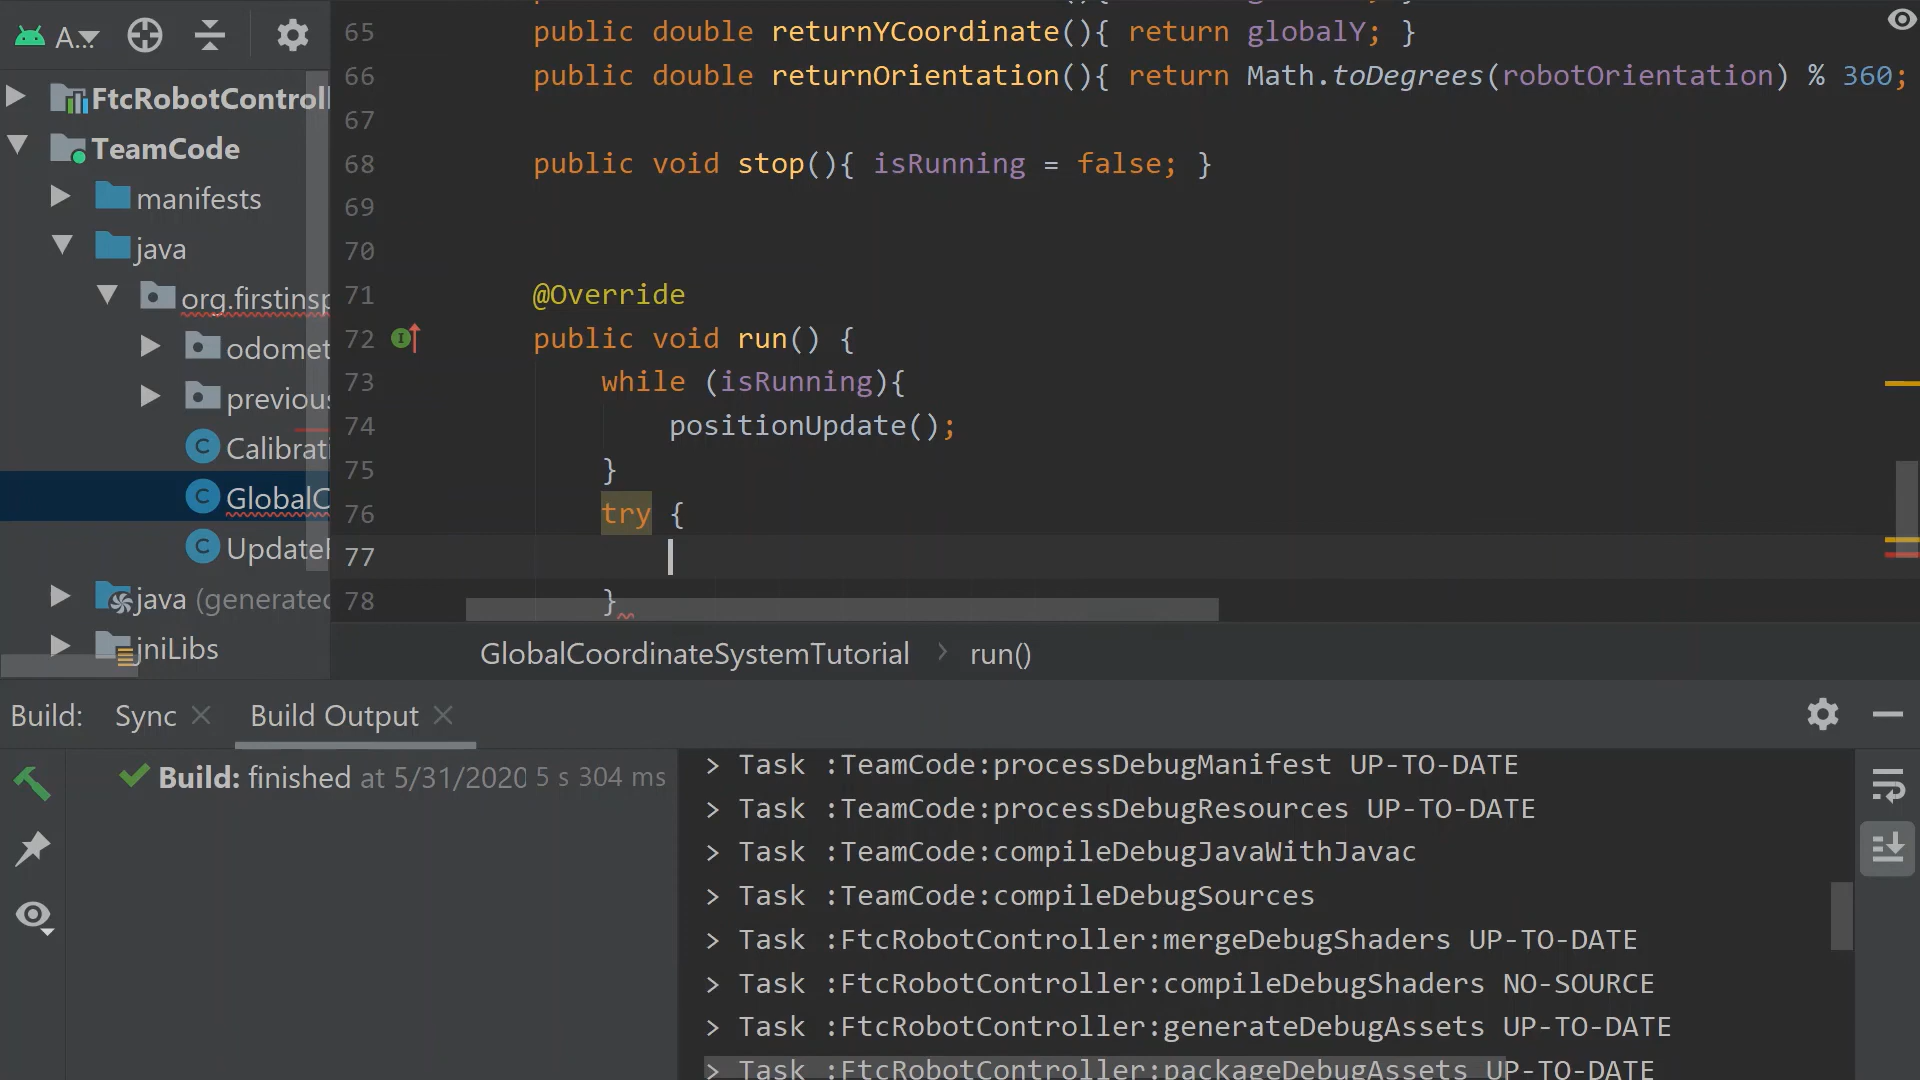 A...
FtcRobotControll
TeamCode
manifests
java
org.firstinsp
odomet
previous
Calibrati
GlobalC
UpdateF
java (generated
jniLibs
65 public double returnYCoordinate(){ return globalY; }
66 public double returnOrientation(){ return Math.toDegrees(robotOrientation) % 360;
67
68 public void stop(){ isRunning = false; }
69
70
71 @Override
72 public void run() {
73 while (isRunning){
74 positionUpdate();
75 }
76 try {
77
78 }
GlobalCoordinateSystemTutorial > run()
Build: Sync Build Output
Build: finished at 5/31/2020 5 s 304 ms
> Task :TeamCode:processDebugManifest UP-TO-DATE
> Task :TeamCode:processDebugResources UP-TO-DATE
> Task :TeamCode:compileDebugJavaWithJavac
> Task :TeamCode:compileDebugSources
> Task :FtcRobotController:mergeDebugShaders UP-TO-DATE
> Task :FtcRobotController:compileDebugShaders NO-SOURCE
> Task :FtcRobotController:generateDebugAssets UP-TO-DATE
> Task :FtcRobotController:packageDebugAssets UP-TO-DATE